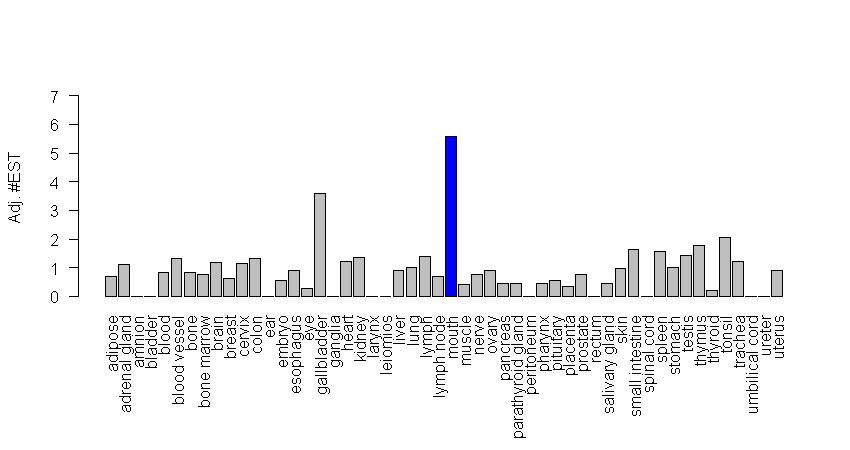 7
6
5
4
3
2
1
0
Adj. #EST
adipose
adrenal gland
amnion
bladder
blood
blood vessel
bone
bone marrow
brain
breast
cervix
colon
ear
embryo
esophagus
eye
gallbladder
ganglia
heart
kidney
larynx
leiomios
liver
lung
lymph
lymph node
mouth
muscle
nerve
ovary
pancreas
parathyroid gland
peritoneum
pharynx
pituitary
placenta
prostate
rectum
salivary gland
skin
small intestine
spinal cord
spleen
stomach
testis
thymus
thyroid
tonsil
trachea
umbilical cord
ureter
uterus